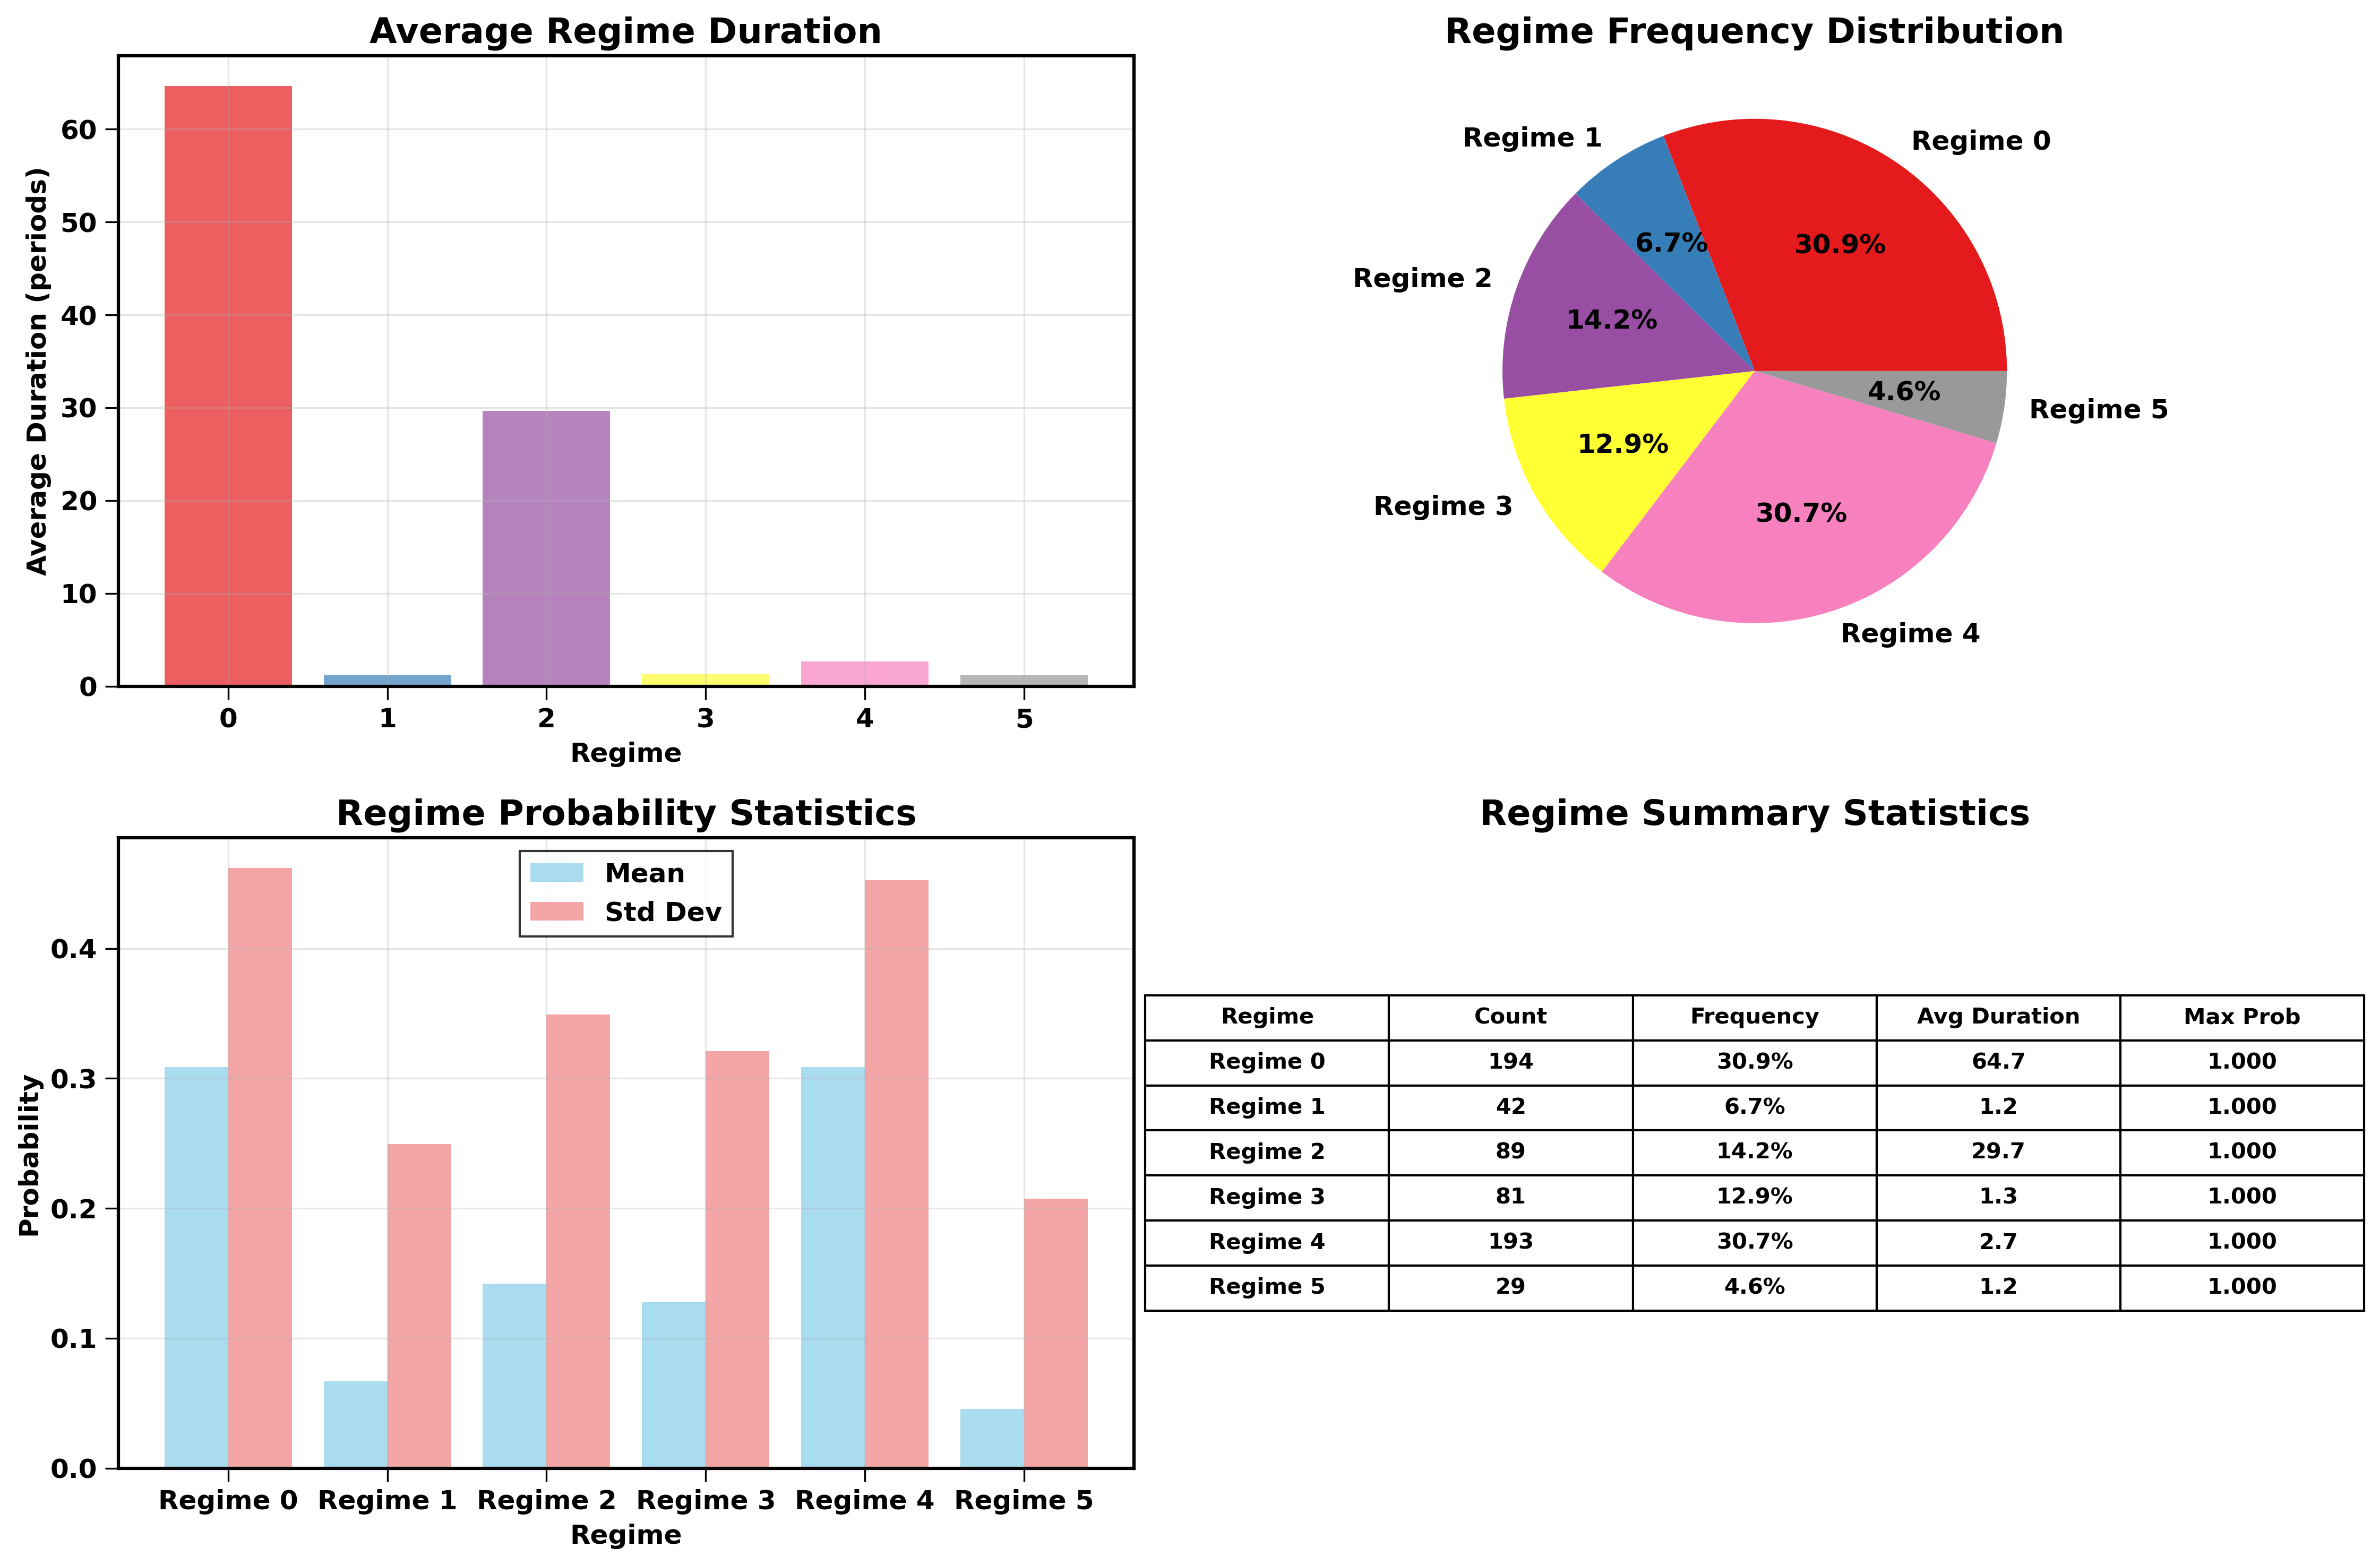 Average Regime Duration
Average Duration (periods)
60
50
40
30
20
10
0
0 1 2 3 4 5
Regime
Regime Frequency Distribution
Regime 0
Regime 1
Regime 2
Regime 3
Regime 4
Regime 5
30.9%
6.7%
14.2%
12.9%
30.7%
4.6%
Regime Probability Statistics
Mean
Std Dev
Probability
0.4
0.3
0.2
0.1
0.0
Regime 0 Regime 1 Regime 2 Regime 3 Regime 4 Regime 5
Regime
Regime Summary Statistics
Regime Count Frequency Avg Duration Max Prob
Regime 0 194 30.9% 64.7 1.000
Regime 1 42 6.7% 1.2 1.000
Regime 2 89 14.2% 29.7 1.000
Regime 3 81 12.9% 1.3 1.000
Regime 4 193 30.7% 2.7 1.000
Regime 5 29 4.6% 1.2 1.000